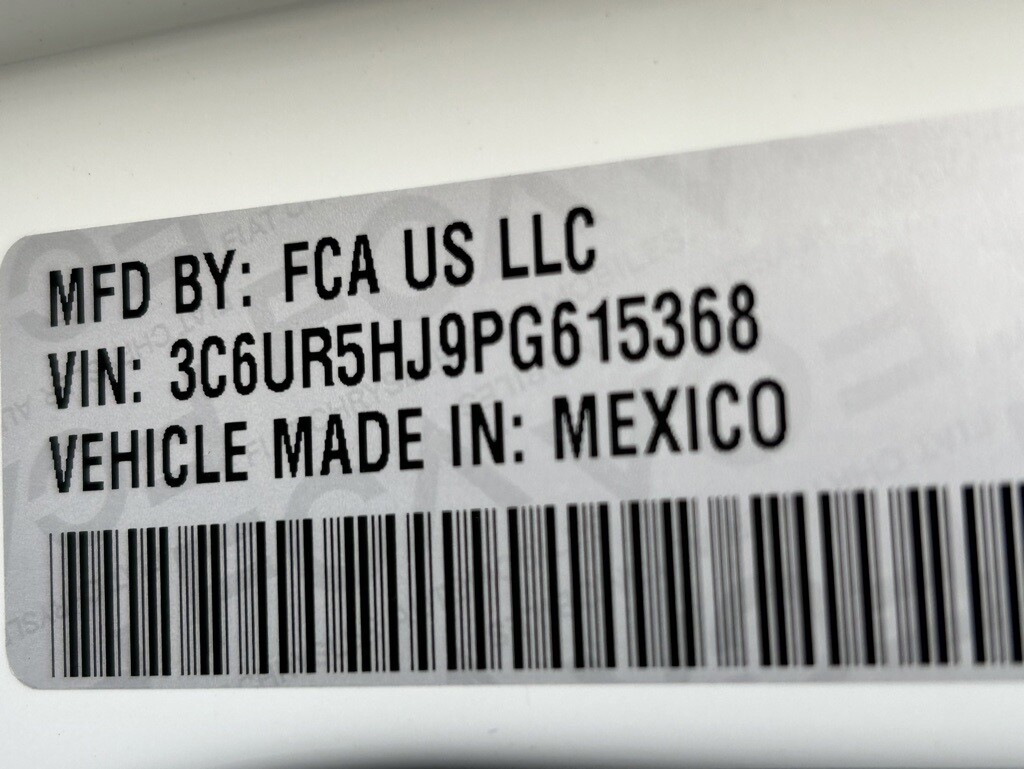 MFD BY: FCA US LLC
VIN: 3C6UR5HJ9PG615368
VEHICLE MADE IN: MEXICO